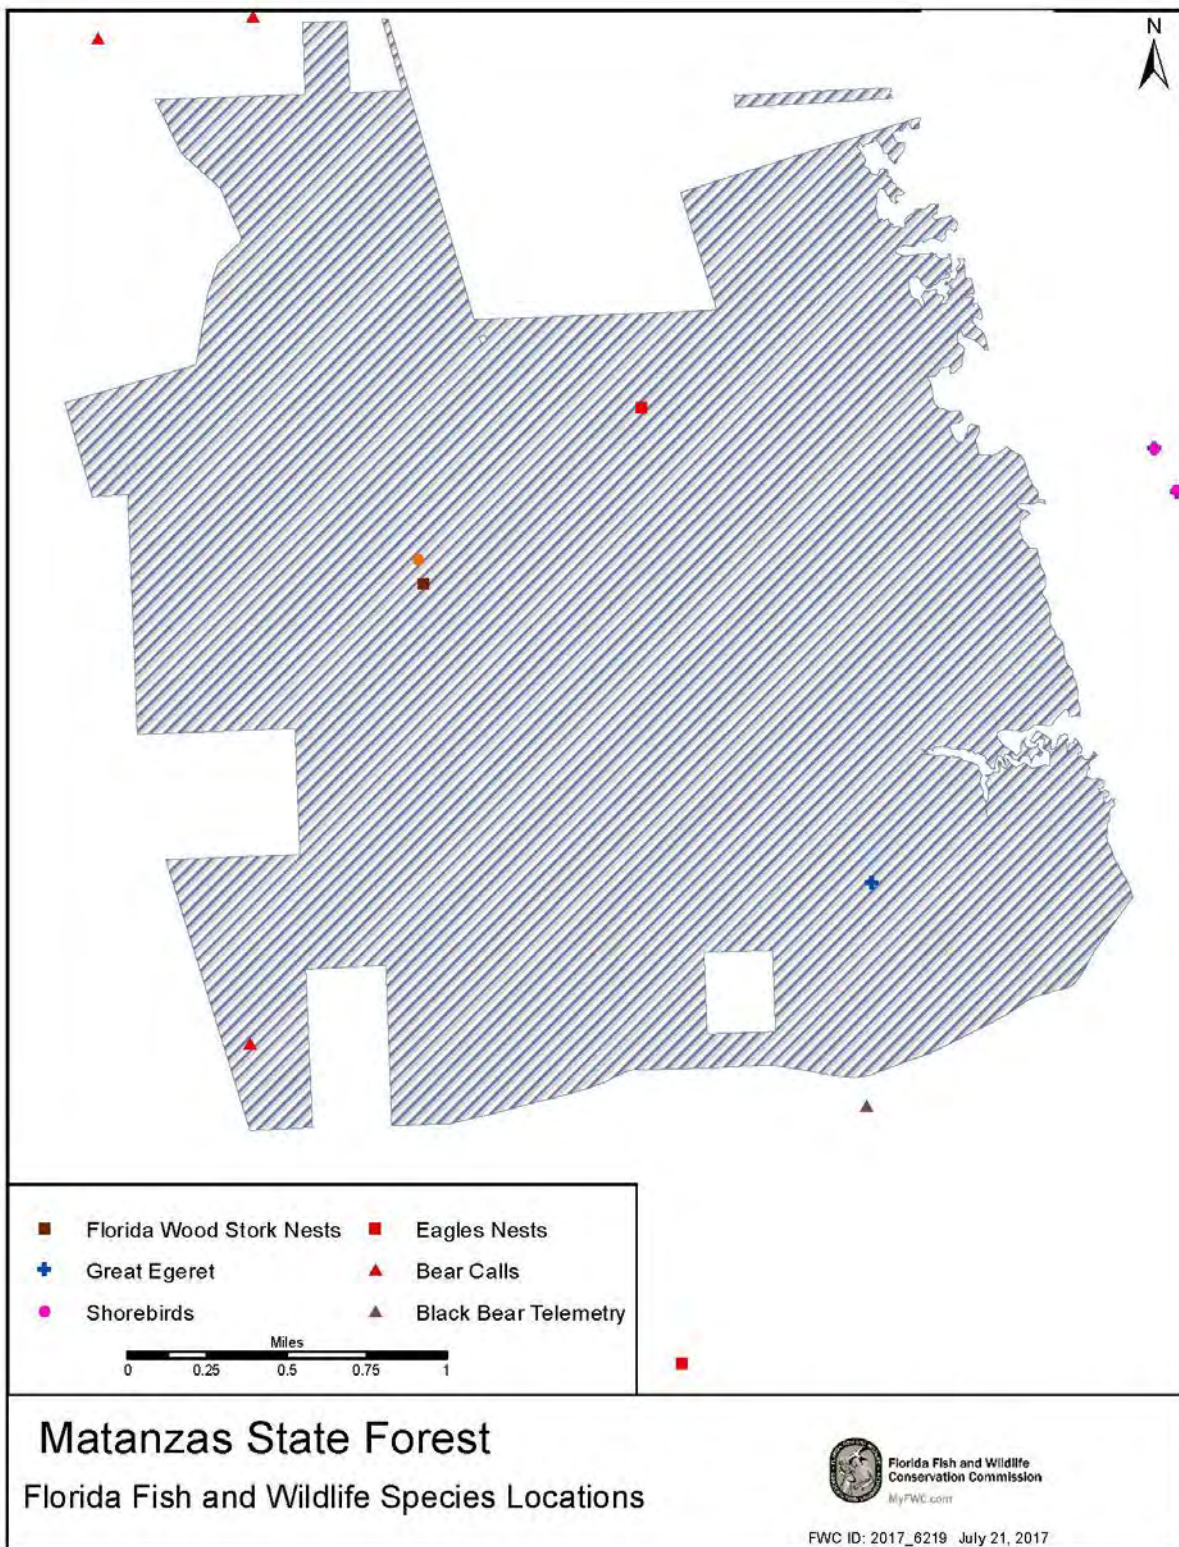 N
Florida Wood Stork Nests
Eagles Nests
Great Egeret
Bear Calls
Shorebirds
Black Bear Telemetry
Miles
0 0.25 0.5 0.75 1
Matanzas State Forest
Florida Fish and Wildlife Species Locations
Florida Fish and Wildlife
Conservation Commission
MyFWC.com
FWC ID: 2017_6219 July 21, 2017